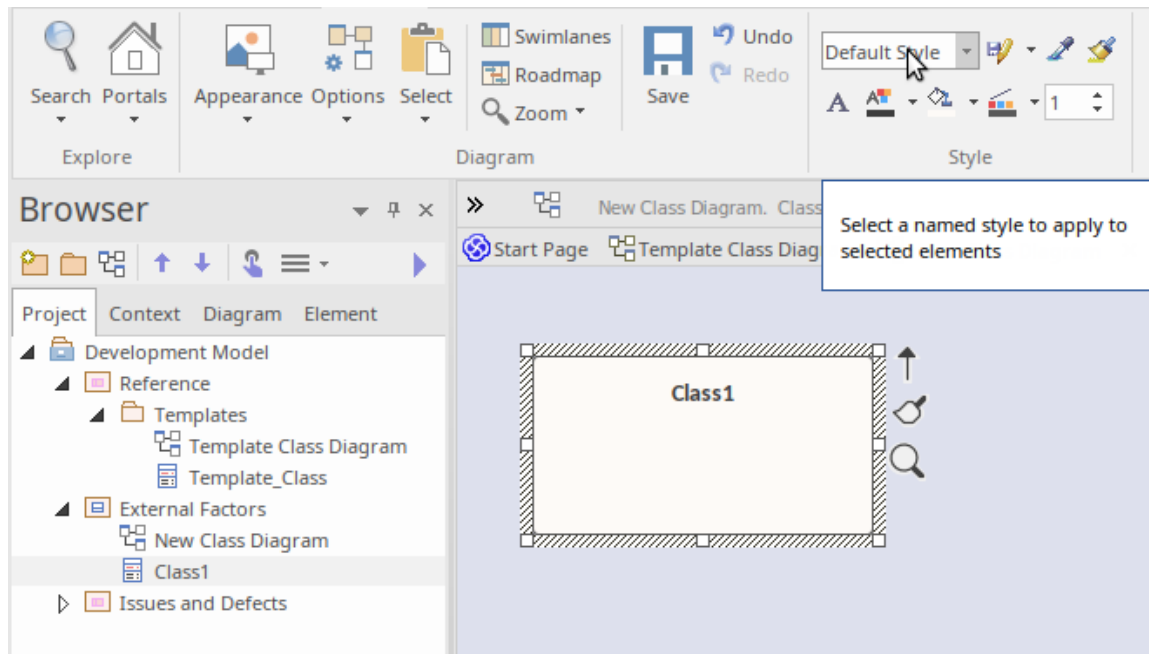 Search
Portals
Appearance
Options
Select
Swimlanes
Roadmap
Zoom
Save
Undo
Redo
Default Style
1
Explore
Diagram
Style
Browser
New Class Diagram. Class
Select a named style to apply to
selected elements
Start Page
Template Class Diag
Project
Context
Diagram
Element
Development Model
Reference
Templates
Template Class Diagram
Template_Class
External Factors
New Class Diagram
Class1
Issues and Defects
Class1